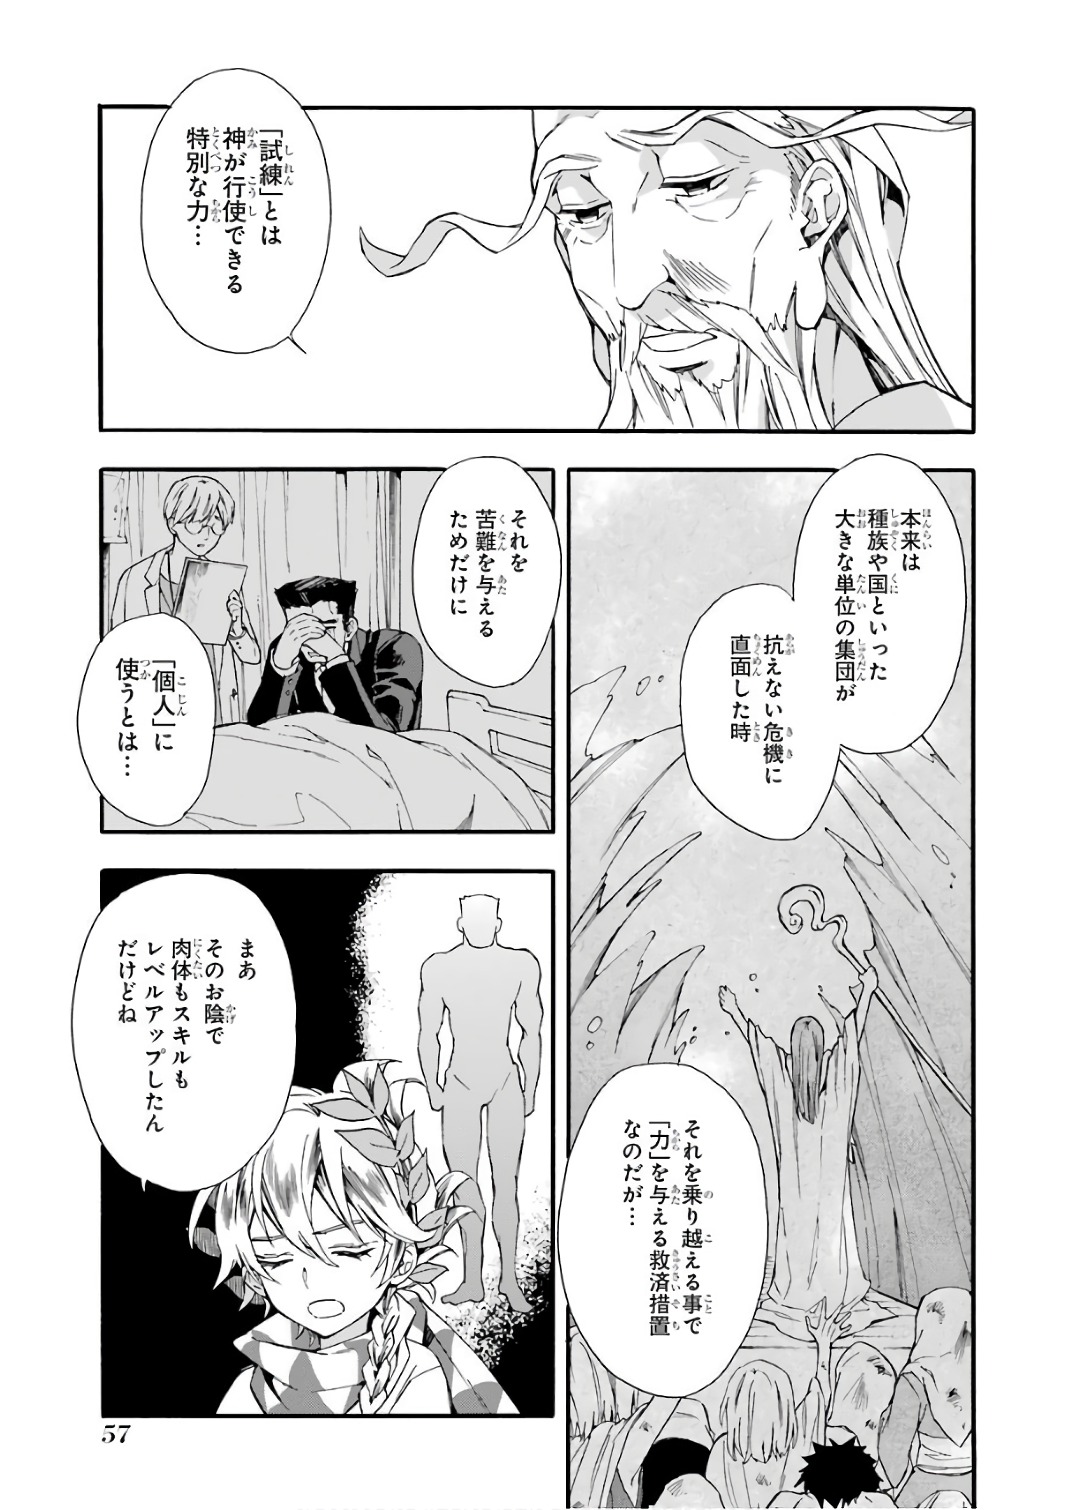 「試練」とは
神が行使できる
特別な力…
本来は
種族や国といった
大きな単位の集団が
抗えない危機に
直面した時
それを乗り越える事で
「力」を与える救済措置
なのだが…
それを
苦難を与える
ためだけに
「個人」に
使うとは…
まあ
そのお陰で
肉体もスキルも
レベルアップしたん
だけどね
57